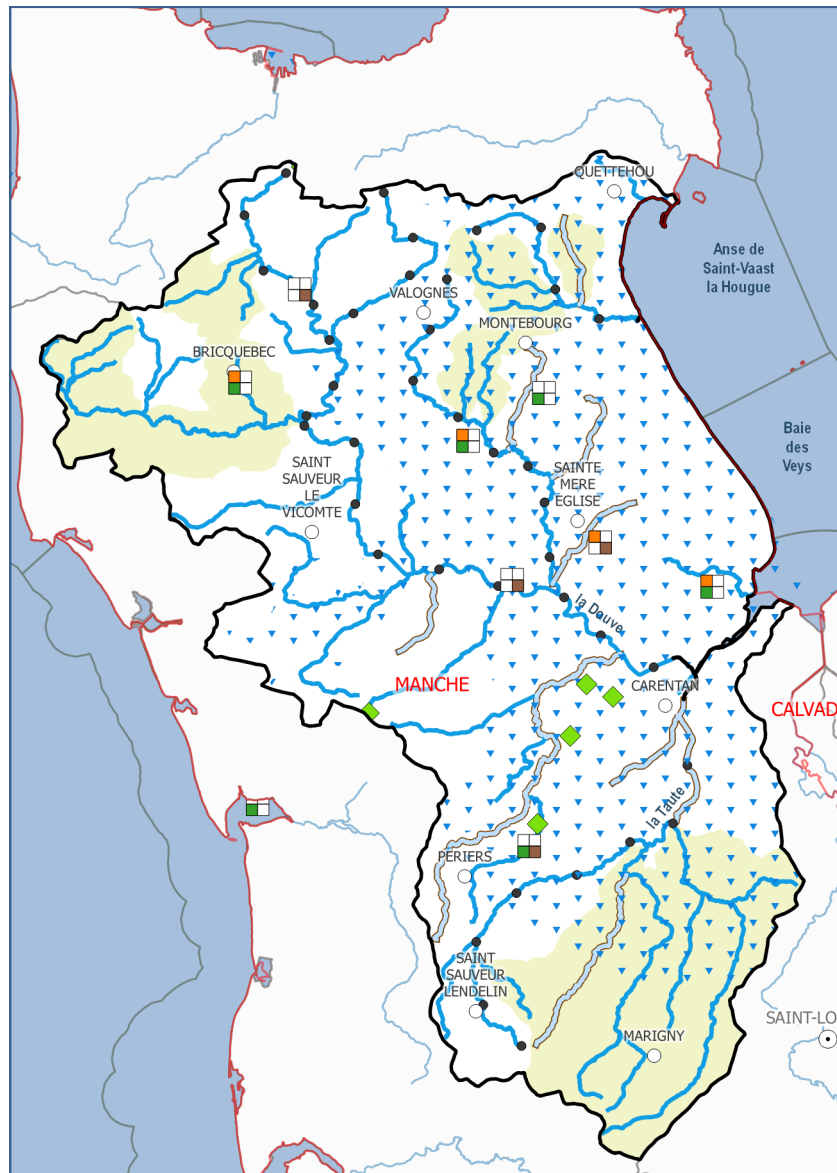 QUETTEHOU
Anse de
Saint-Vaast
la Hougue
VALOGNES
MONTEBOURG
BRICQUEBEC
Baie
des
Veys
SAINT
SAUVEUR
LE
VICOMTE
SAINTE
MERE
EGLISE
la Douve
MANCHE
CARENTAN
CALVAD
la Taute
PERIERS
SAINT
SAUVEUR
LENDELIN
SAINT-LO
MARIGNY